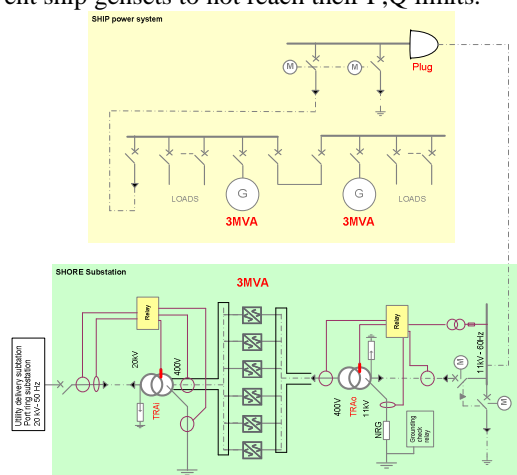 ent ship gensets to not reach their P,Q limits.
SHIP power system
M
M
Plug
LOADS
G
G
LOADS
3MVA
3MVA
SHORE Substation
3MVA
Relay
Relay
20kV
400V
TRAi
400V
TRAo
11kV
11kV - 60Hz
M
M
NRG
Grounding
check
relay
Utility delivery substion
Port ring substation
20 kV- 50 Hz